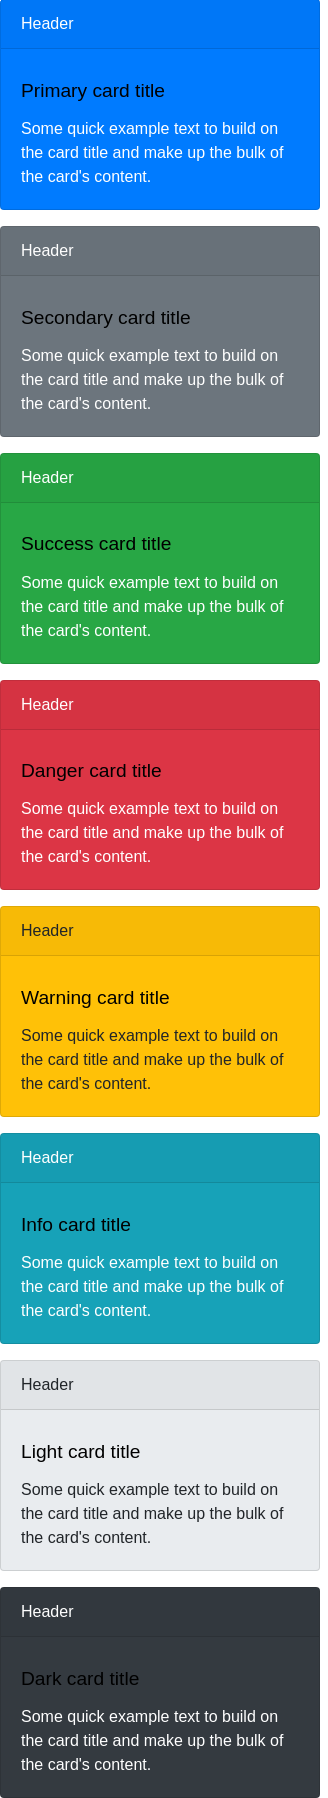 Header
Primary card title
Some quick example text to build on
the card title and make up the bulk of
the card's content.
Header
Secondary card title
Some quick example text to build on
the card title and make up the bulk of
the card's content.
Header
Success card title
Some quick example text to build on
the card title and make up the bulk of
the card's content.
Header
Danger card title
Some quick example text to build on
the card title and make up the bulk of
the card's content.
Header
Warning card title
Some quick example text to build on
the card title and make up the bulk of
the card's content.
Header
Info card title
Some quick example text to build on
the card title and make up the bulk of
the card's content.
Header
Light card title
Some quick example text to build on
the card title and make up the bulk of
the card's content.
Header
Dark card title
Some quick example text to build on
the card title and make up the bulk of
the card's content.